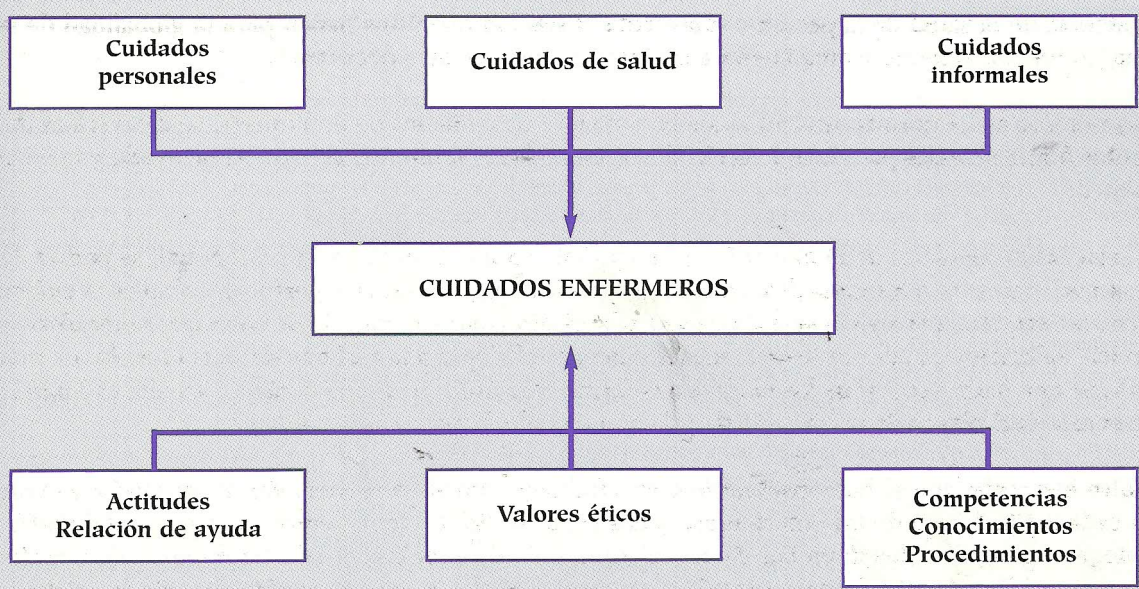 Cuidados
personales
Cuidados de salud
Cuidados
informales
CUIDADOS ENFERMEROS
Actitudes
Relación de ayuda
Valores éticos
Competencias
Conocimientos
Procedimientos